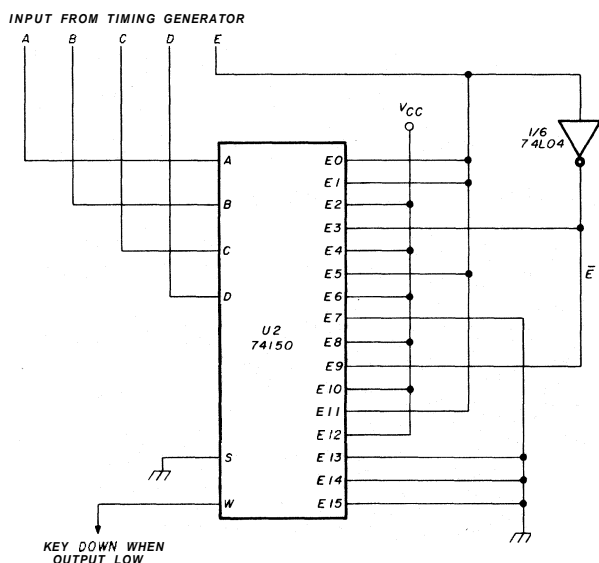 INPUT FROM TIMING GENERATOR
A B C D E
VCC
1/6
74L04
A
B
C
D
E0
E1
E2
E3
E4
E5
E6
E7
E8
E9
E10
E11
E12
E13
E14
E15
E̅
U2
74150
S
W
KEY DOWN WHEN
OUTPUT LOW